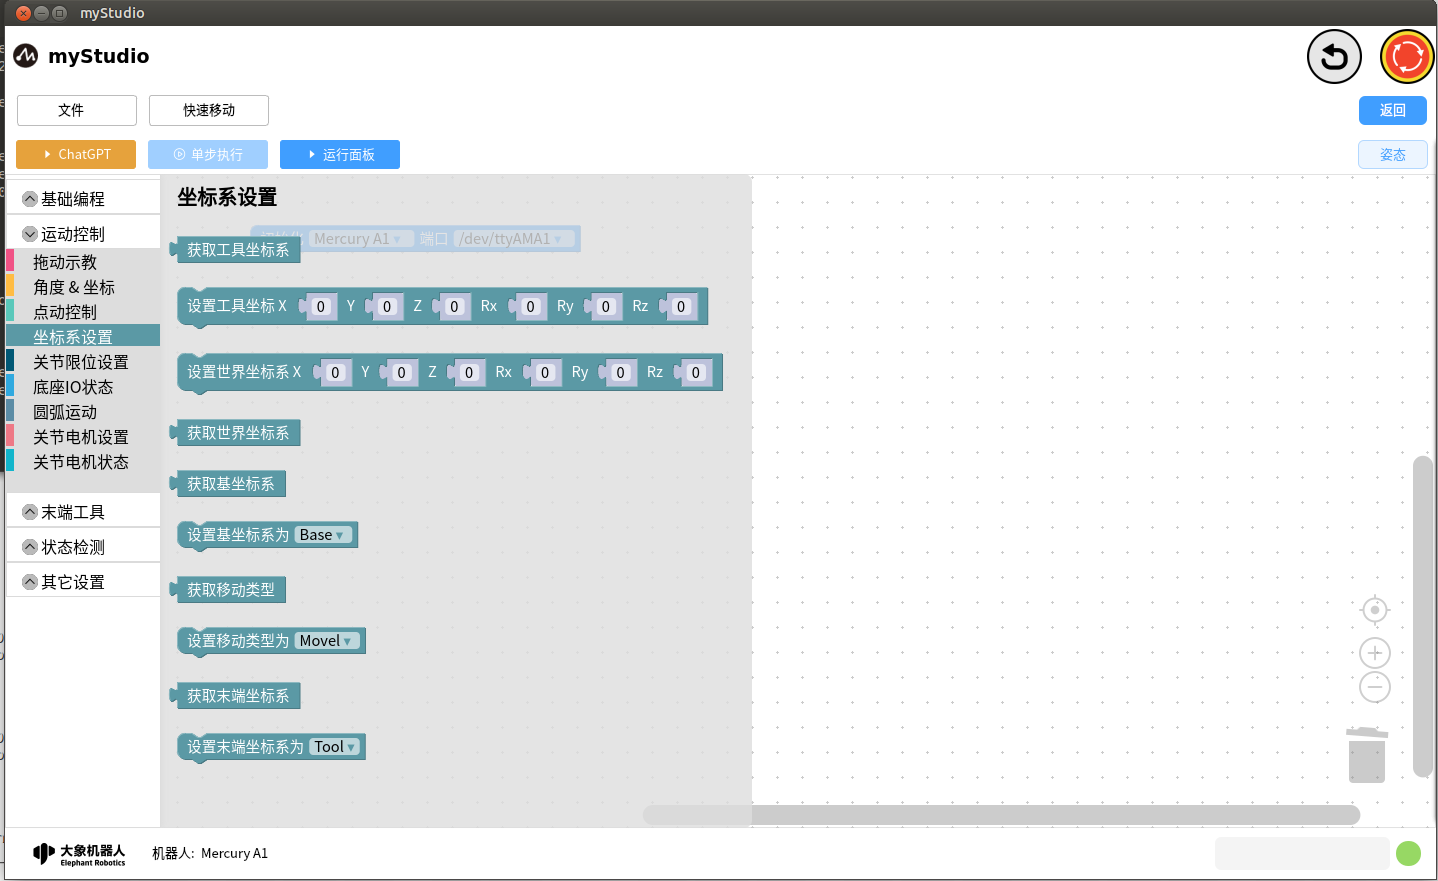 myStudio
myStudio
文件
快速移动
返回
ChatGPT
单步执行
运行面板
姿态
基础编程
运动控制
拖动示教
角度 & 坐标
点动控制
坐标系设置
关节限位设置
底座IO状态
圆弧运动
关节电机设置
关节电机状态
末端工具
状态检测
其它设置
坐标系设置
初始化 Mercury A1 端口 /dev/ttyAMA1
获取工具坐标系
设置工具坐标 X 0 Y 0 Z 0 Rx 0 Ry 0 Rz 0
设置世界坐标系 X 0 Y 0 Z 0 Rx 0 Ry 0 Rz 0
获取世界坐标系
获取基坐标系
设置基坐标系为 Base
获取移动类型
设置移动类型为 Movel
获取末端坐标系
设置末端坐标系为 Tool
大象机器人
Elephant Robotics
机器人: Mercury A1